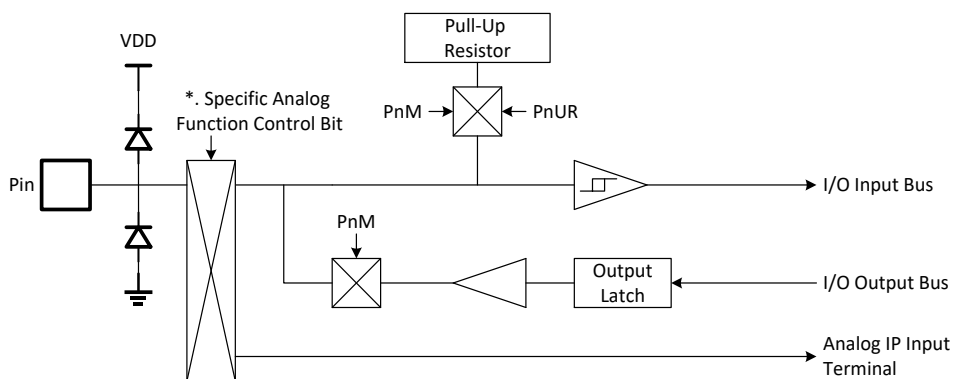 Pull-Up
Resistor
VDD
*. Specific Analog
Function Control Bit
PnM
PnUR
Pin
I/O Input Bus
PnM
Output
Latch
I/O Output Bus
Analog IP Input
Terminal